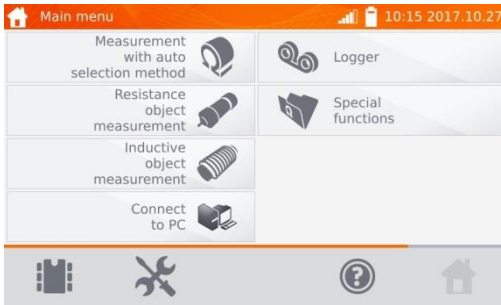 Main menu
10:15 2017.10.27
Measurement
with auto
selection method
Logger
Resistance
object
measurement
Special
functions
Inductive
object
measurement
Connect
to PC